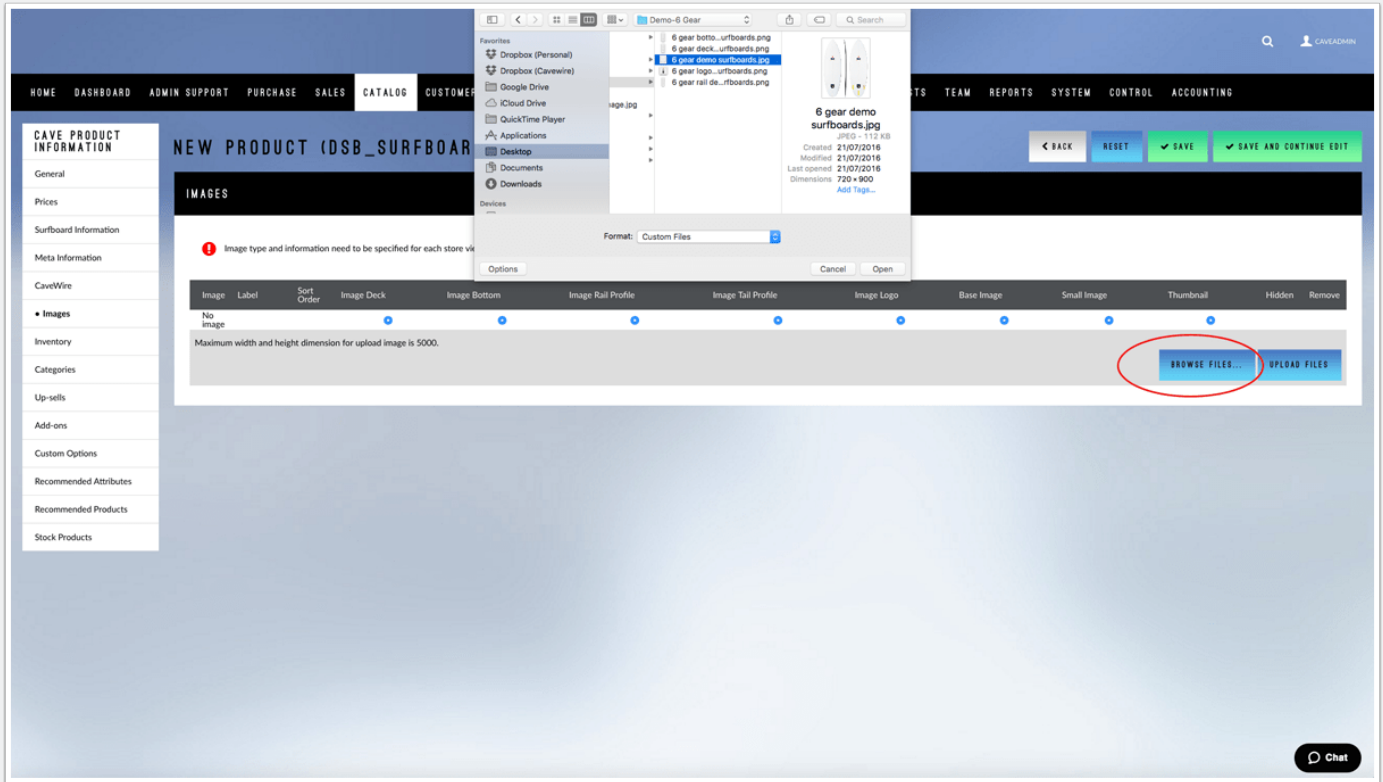 Demo-6 Gear
Search
CAVEADMIN
HOME DASHBOARD ADMIN SUPPORT PURCHASE SALES CATALOG CUSTOMER TEAM REPORTS SYSTEM CONTROL ACCOUNTING
Favorites
Dropbox (Personal)
Dropbox (Cavewire)
Google Drive
iCloud Drive
QuickTime Player
Applications
Desktop
Documents
Downloads
Devices
age.jpg
6 gear botto...urfboards.png
6 gear deck...urfboards.png
6 gear demo surfboards.jpg
6 gear logo...urfboards.png
6 gear rail de...rfboards.png
6 gear demo
surfboards.jpg
JPEG - 112 KB
Created 21/07/2016
Modified 21/07/2016
Last opened 21/07/2016
Dimensions 720 × 900
Add Tags...
Format: Custom Files
Options
Cancel Open
CAVE PRODUCT
INFORMATION
General
Prices
Surfboard Information
Meta Information
CaveWire
• Images
Inventory
Categories
Up-sells
Add-ons
Custom Options
Recommended Attributes
Recommended Products
Stock Products
NEW PRODUCT (DSB_SURFBOAR
BACK RESET SAVE SAVE AND CONTINUE EDIT
IMAGES
Image type and information need to be specified for each store vie
Image Label Sort Order Image Deck Image Bottom Image Rail Profile Image Tail Profile Image Logo Base Image Small Image Thumbnail Hidden Remove
No
image
Maximum width and height dimension for upload image is 5000.
BROWSE FILES... UPLOAD FILES
Chat